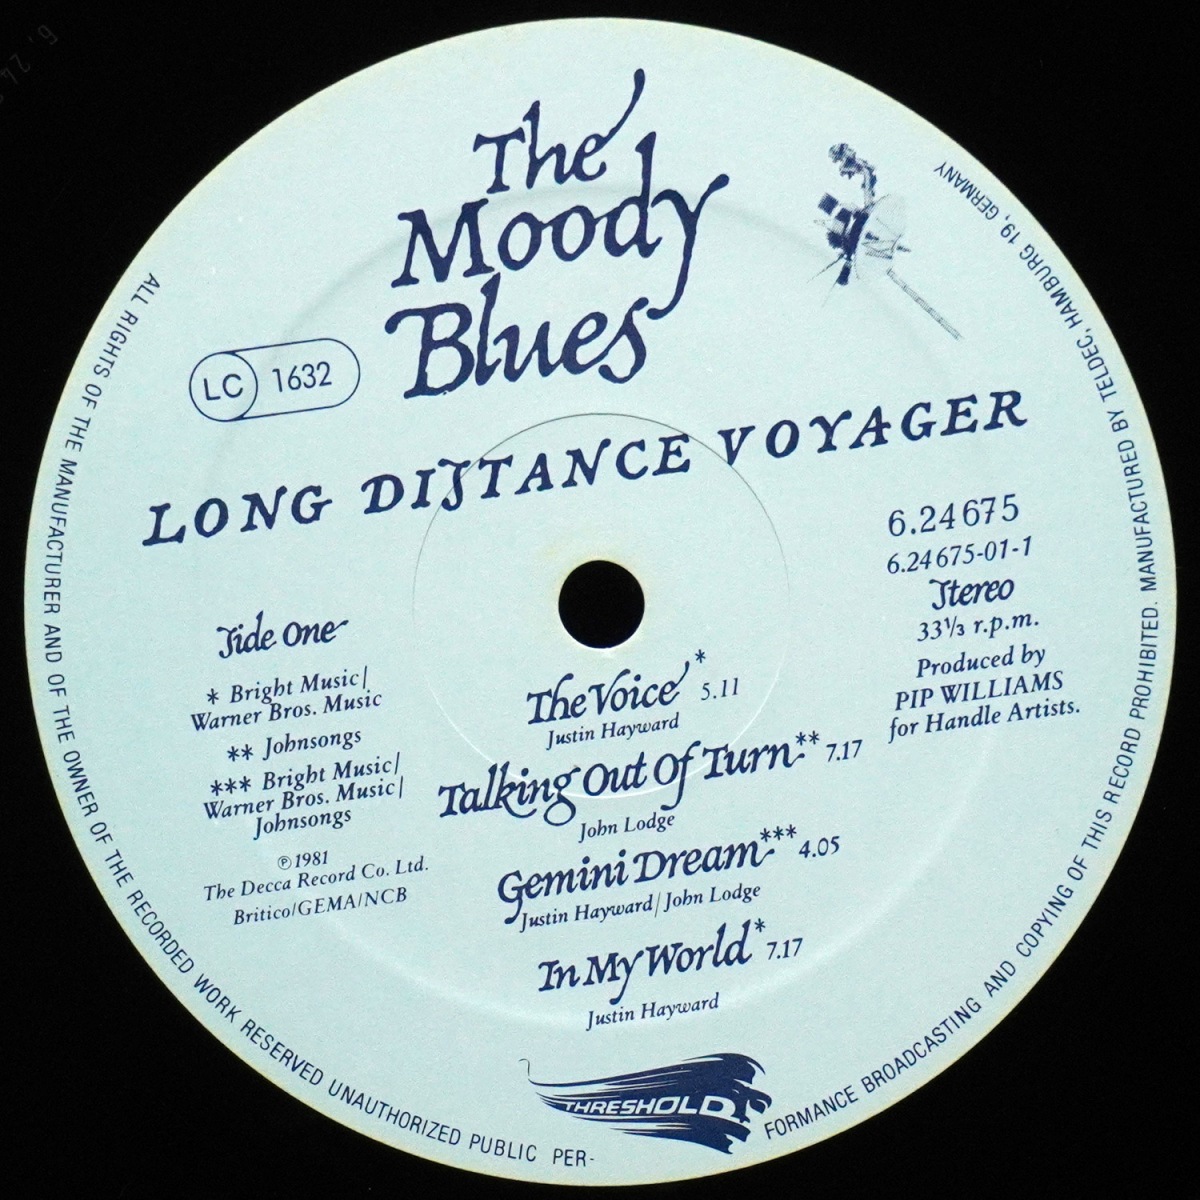 The
Moody
Blues
LC 1632
LONG DISTANCE VOYAGER
6.24675
6.24675-01-1
Stereo
33⅓ r.p.m.
Produced by
PIP WILLIAMS
for Handle Artists.
Side One
* Bright Music/
Warner Bros. Music
** Johnsongs
*** Bright Music/
Warner Bros. Music/
Johnsongs
℗1981
The Decca Record Co. Ltd.
Britico/GEMA/NCB
The Voice* 5.11
Justin Hayward
Talking Out Of Turn** 7.17
John Lodge
Gemini Dream*** 4.05
Justin Hayward/John Lodge
In My World* 7.17
Justin Hayward
THRESHOLD
ALL RIGHTS OF THE MANUFACTURER AND OF THE OWNER OF THE RECORDED WORK RESERVED UNAUTHORIZED PUBLIC PER-
FORMANCE BROADCASTING AND COPYING OF THIS RECORD PROHIBITED. MANUFACTURED BY TELDEC, HAMBURG 19, GERMANY